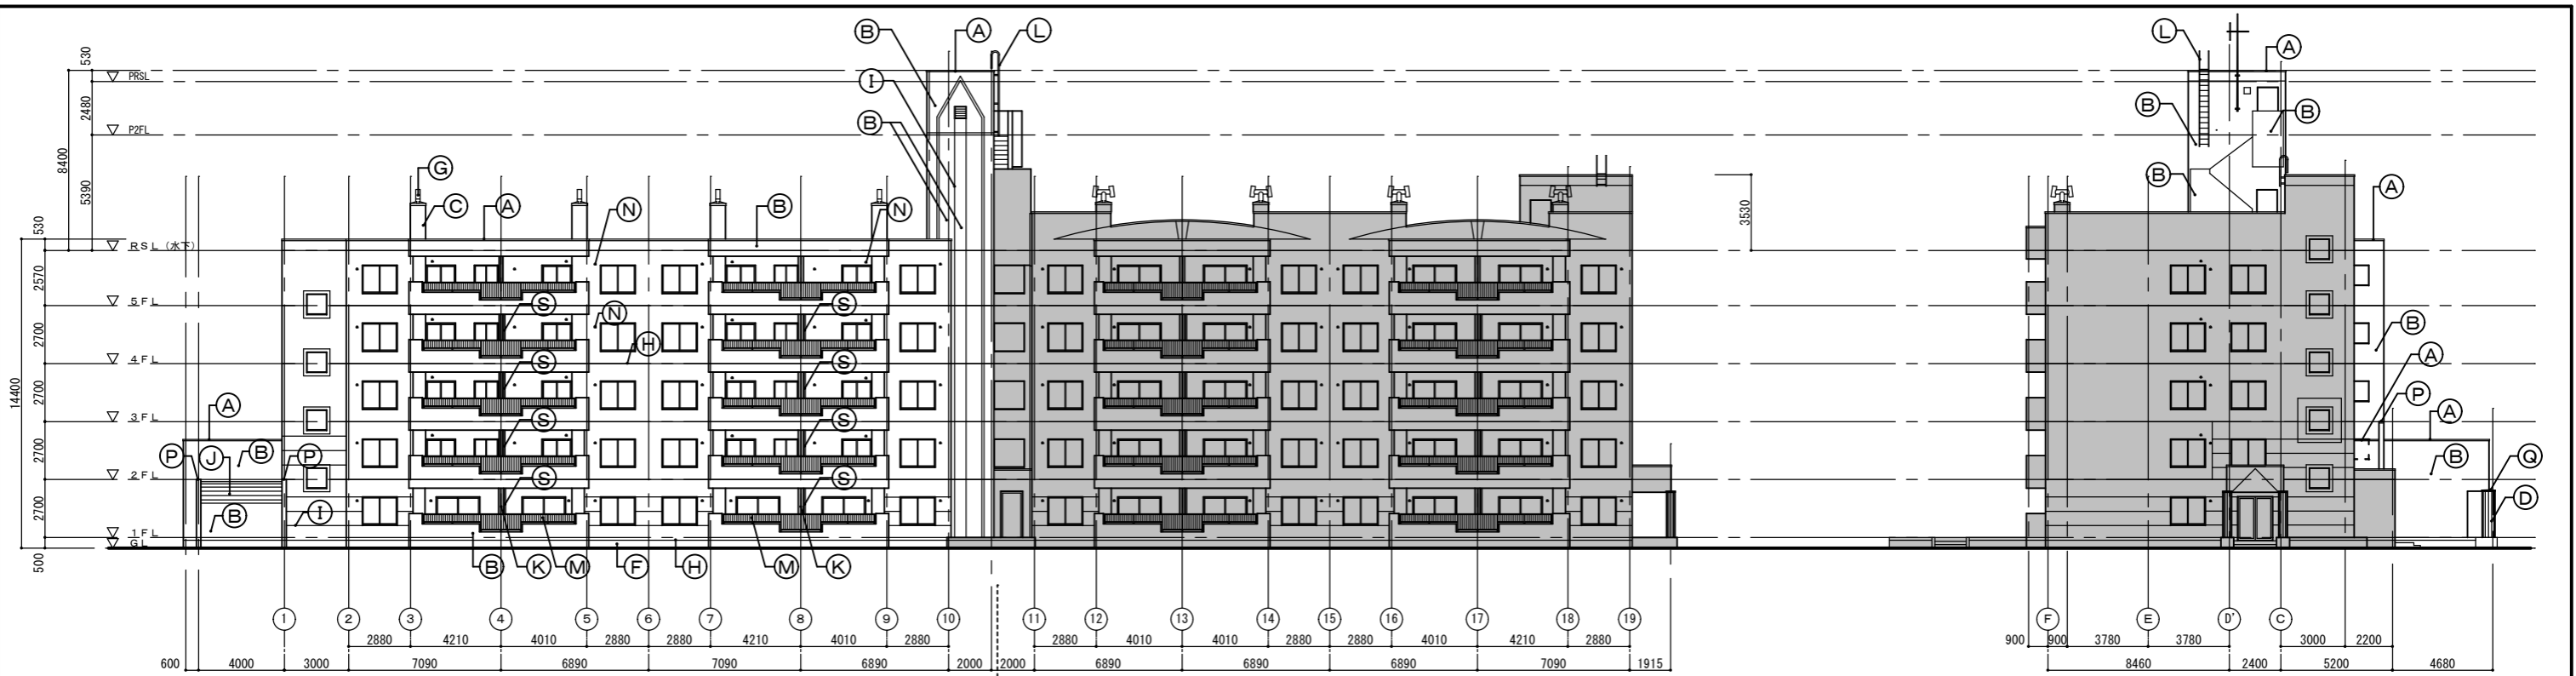 B A L
L A
530
PRSL
I
B
B
2480
P2FL
B
8400
G
B
5390
C A N B N
A
3530
530
RSL (水下)
2570
5FL
S S
N
B
2700
H
4FL
A
S S
14400
2700
P
A
A
3FL
S S
2700
P J B P
B Q
2FL
S S
D
2700
B I
1FL
GL
500
B K M F H M K
1 2 3 4 5 6 7 8 9 10 11 12 13 14 15 16 17 18 19
F E D' C
2880 4210 4010 2880 2880 4210 4010 2880 2880 4010 4010 2880 2880 4010 4210 2880
900 900 3780 3780 3000 2200
600 4000 3000 7090 6890 7090 6890 2000 2000 6890 6890 6890 7090 1915
8460 2400 5200 4680